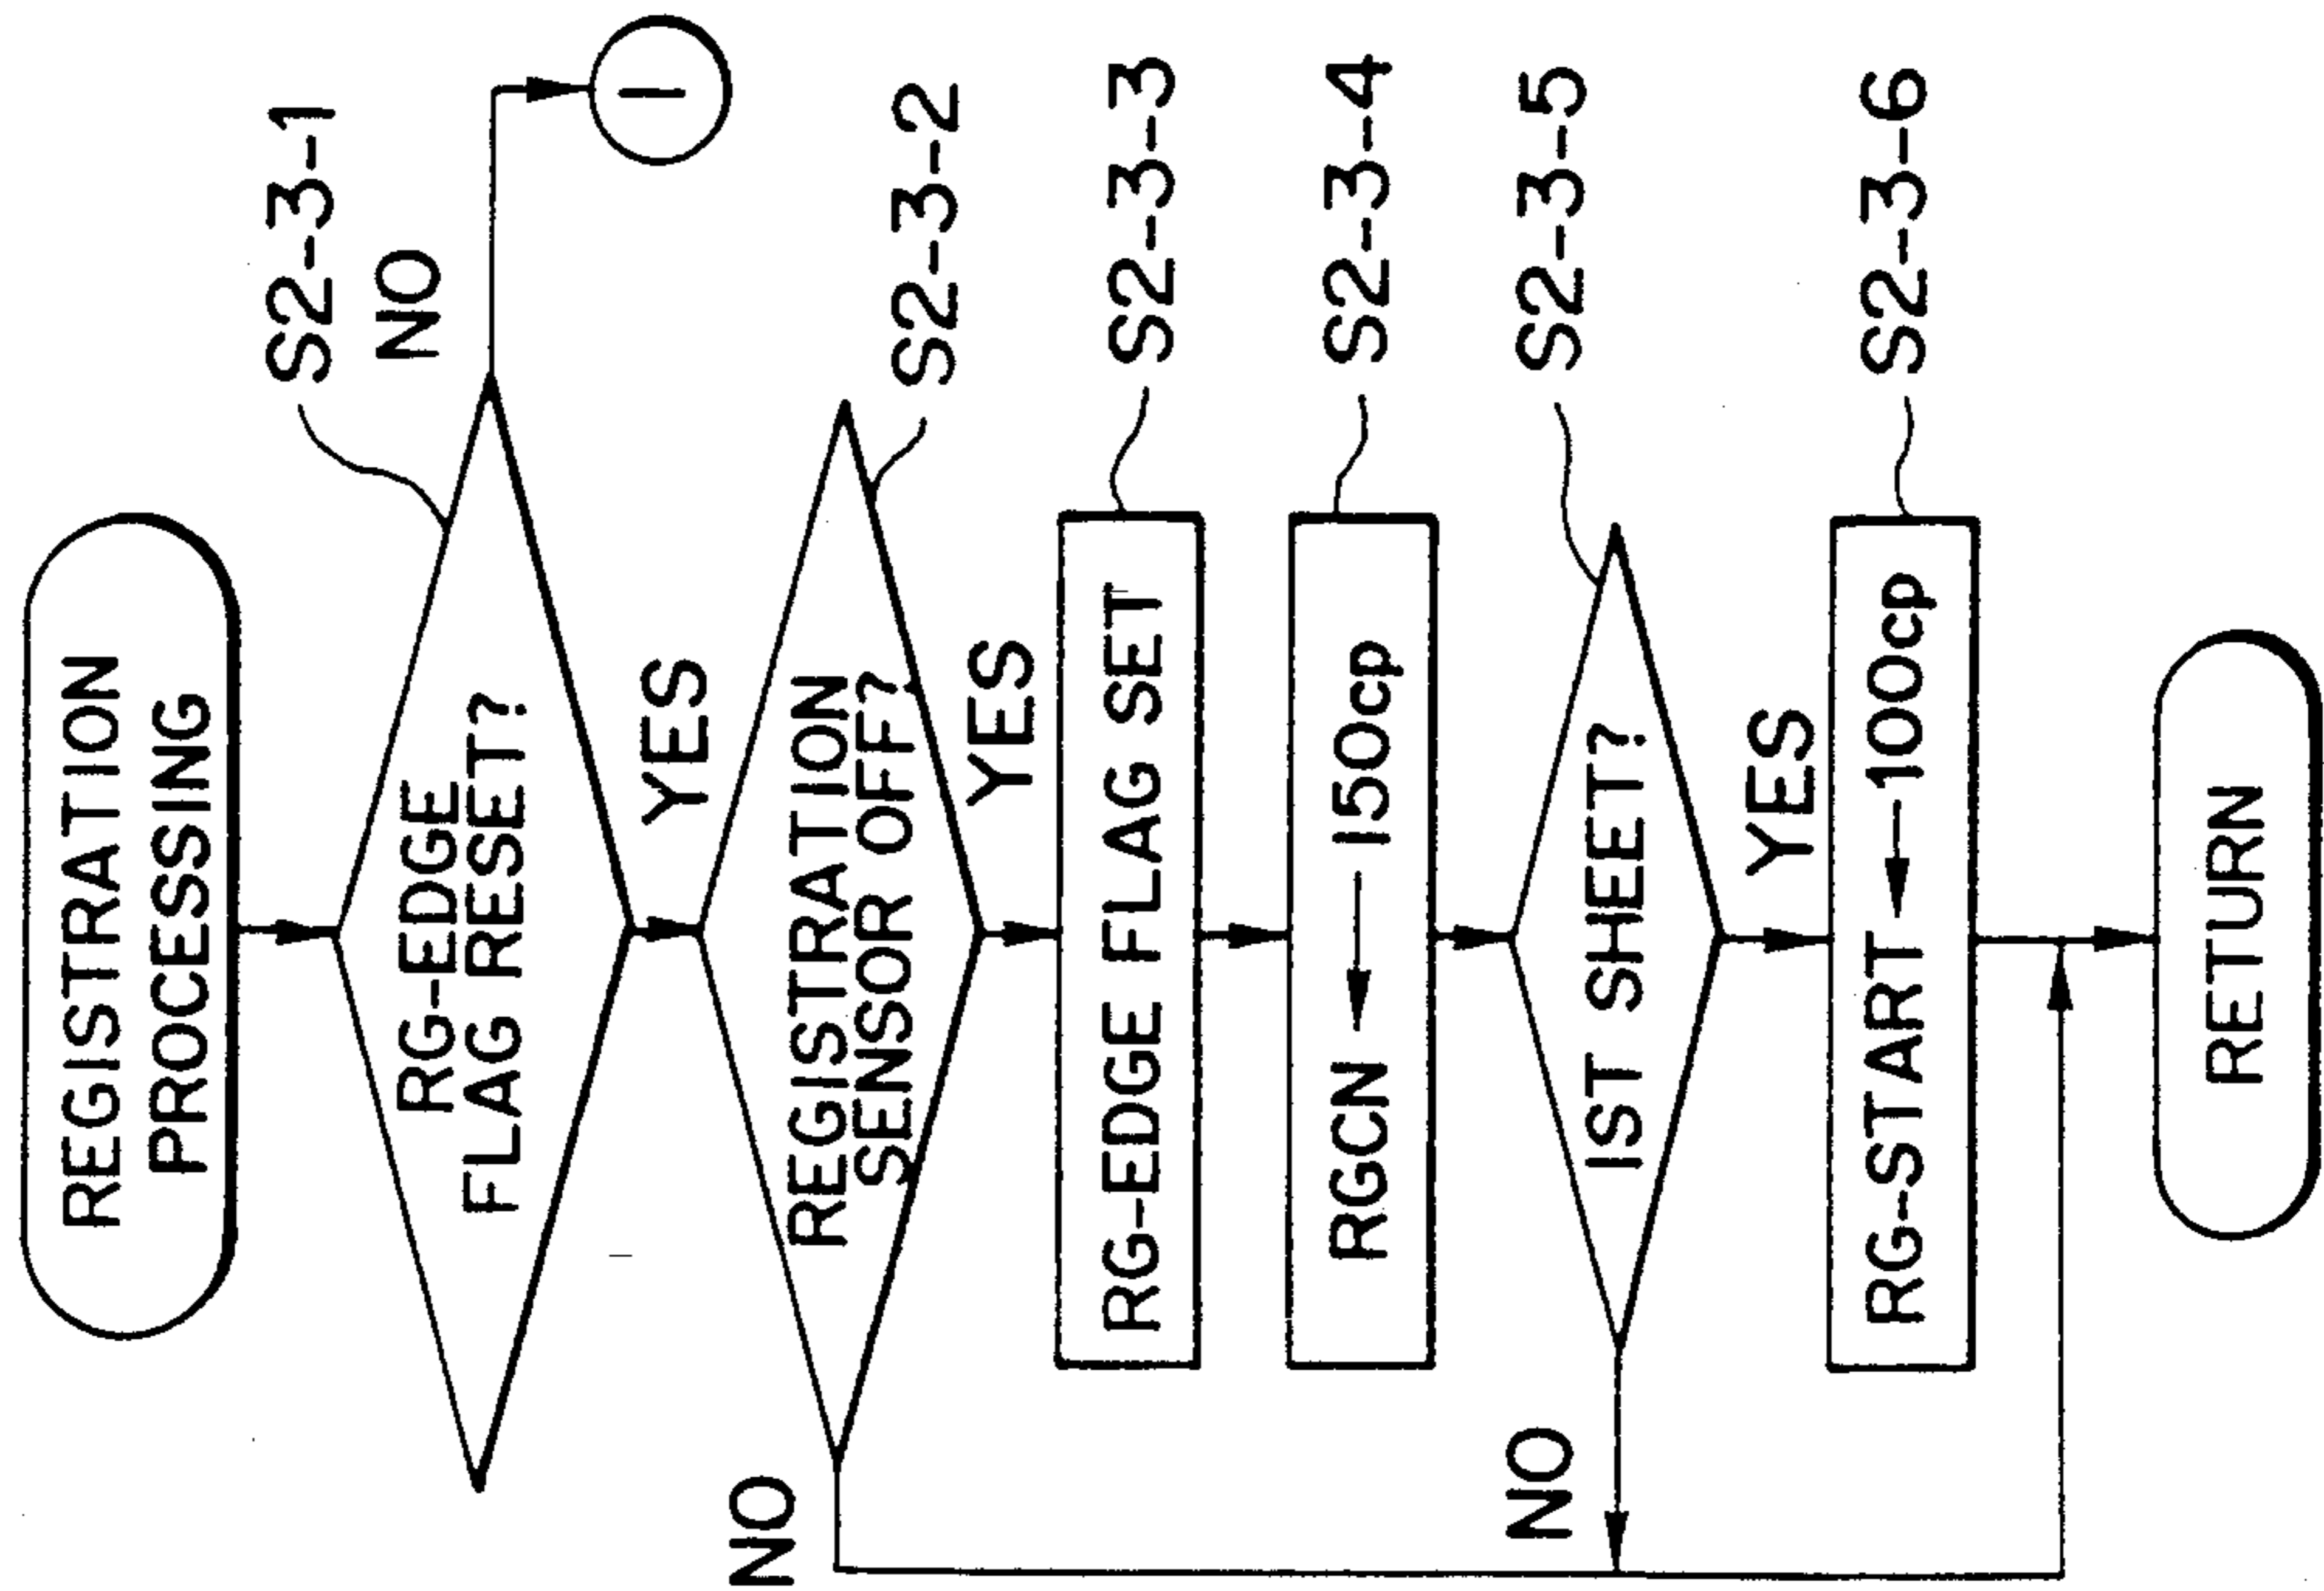 REGISTRATION
PROCESSING
S2-3-1
RG-EDGE
FLAG RESET?
NO
1
YES
S2-3-2
REGISTRATION
SENSOR OFF?
NO
YES
RG-EDGE FLAG SET
S2-3-3
RGCN ← 150cp
S2-3-4
1ST SHEET?
S2-3-5
NO
YES
RG-START ← 100cp
S2-3-6
RETURN